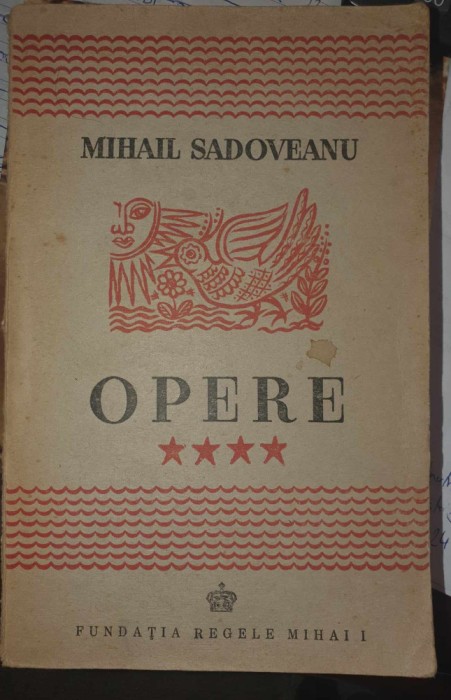 MIHAIL SADOVEANU
OPERE
★★★★
FUNDAȚIA REGELE MIHAI I